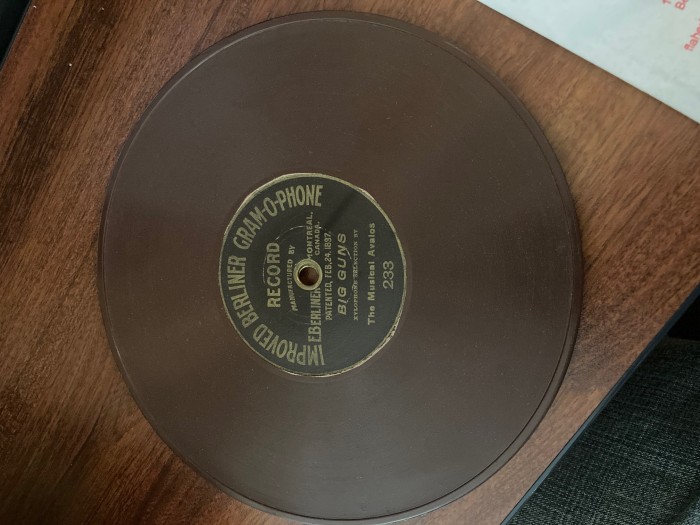 IMPROVED BERLINER GRAM-O-PHONE
RECORD
MANUFACTURED BY
E. BERLINER MONTREAL,
CANADA.
PATENTED, FEB. 24. 1897.
BIG GUNS
XYLOPHONE SELECTION BY
The Musical Avalos
233